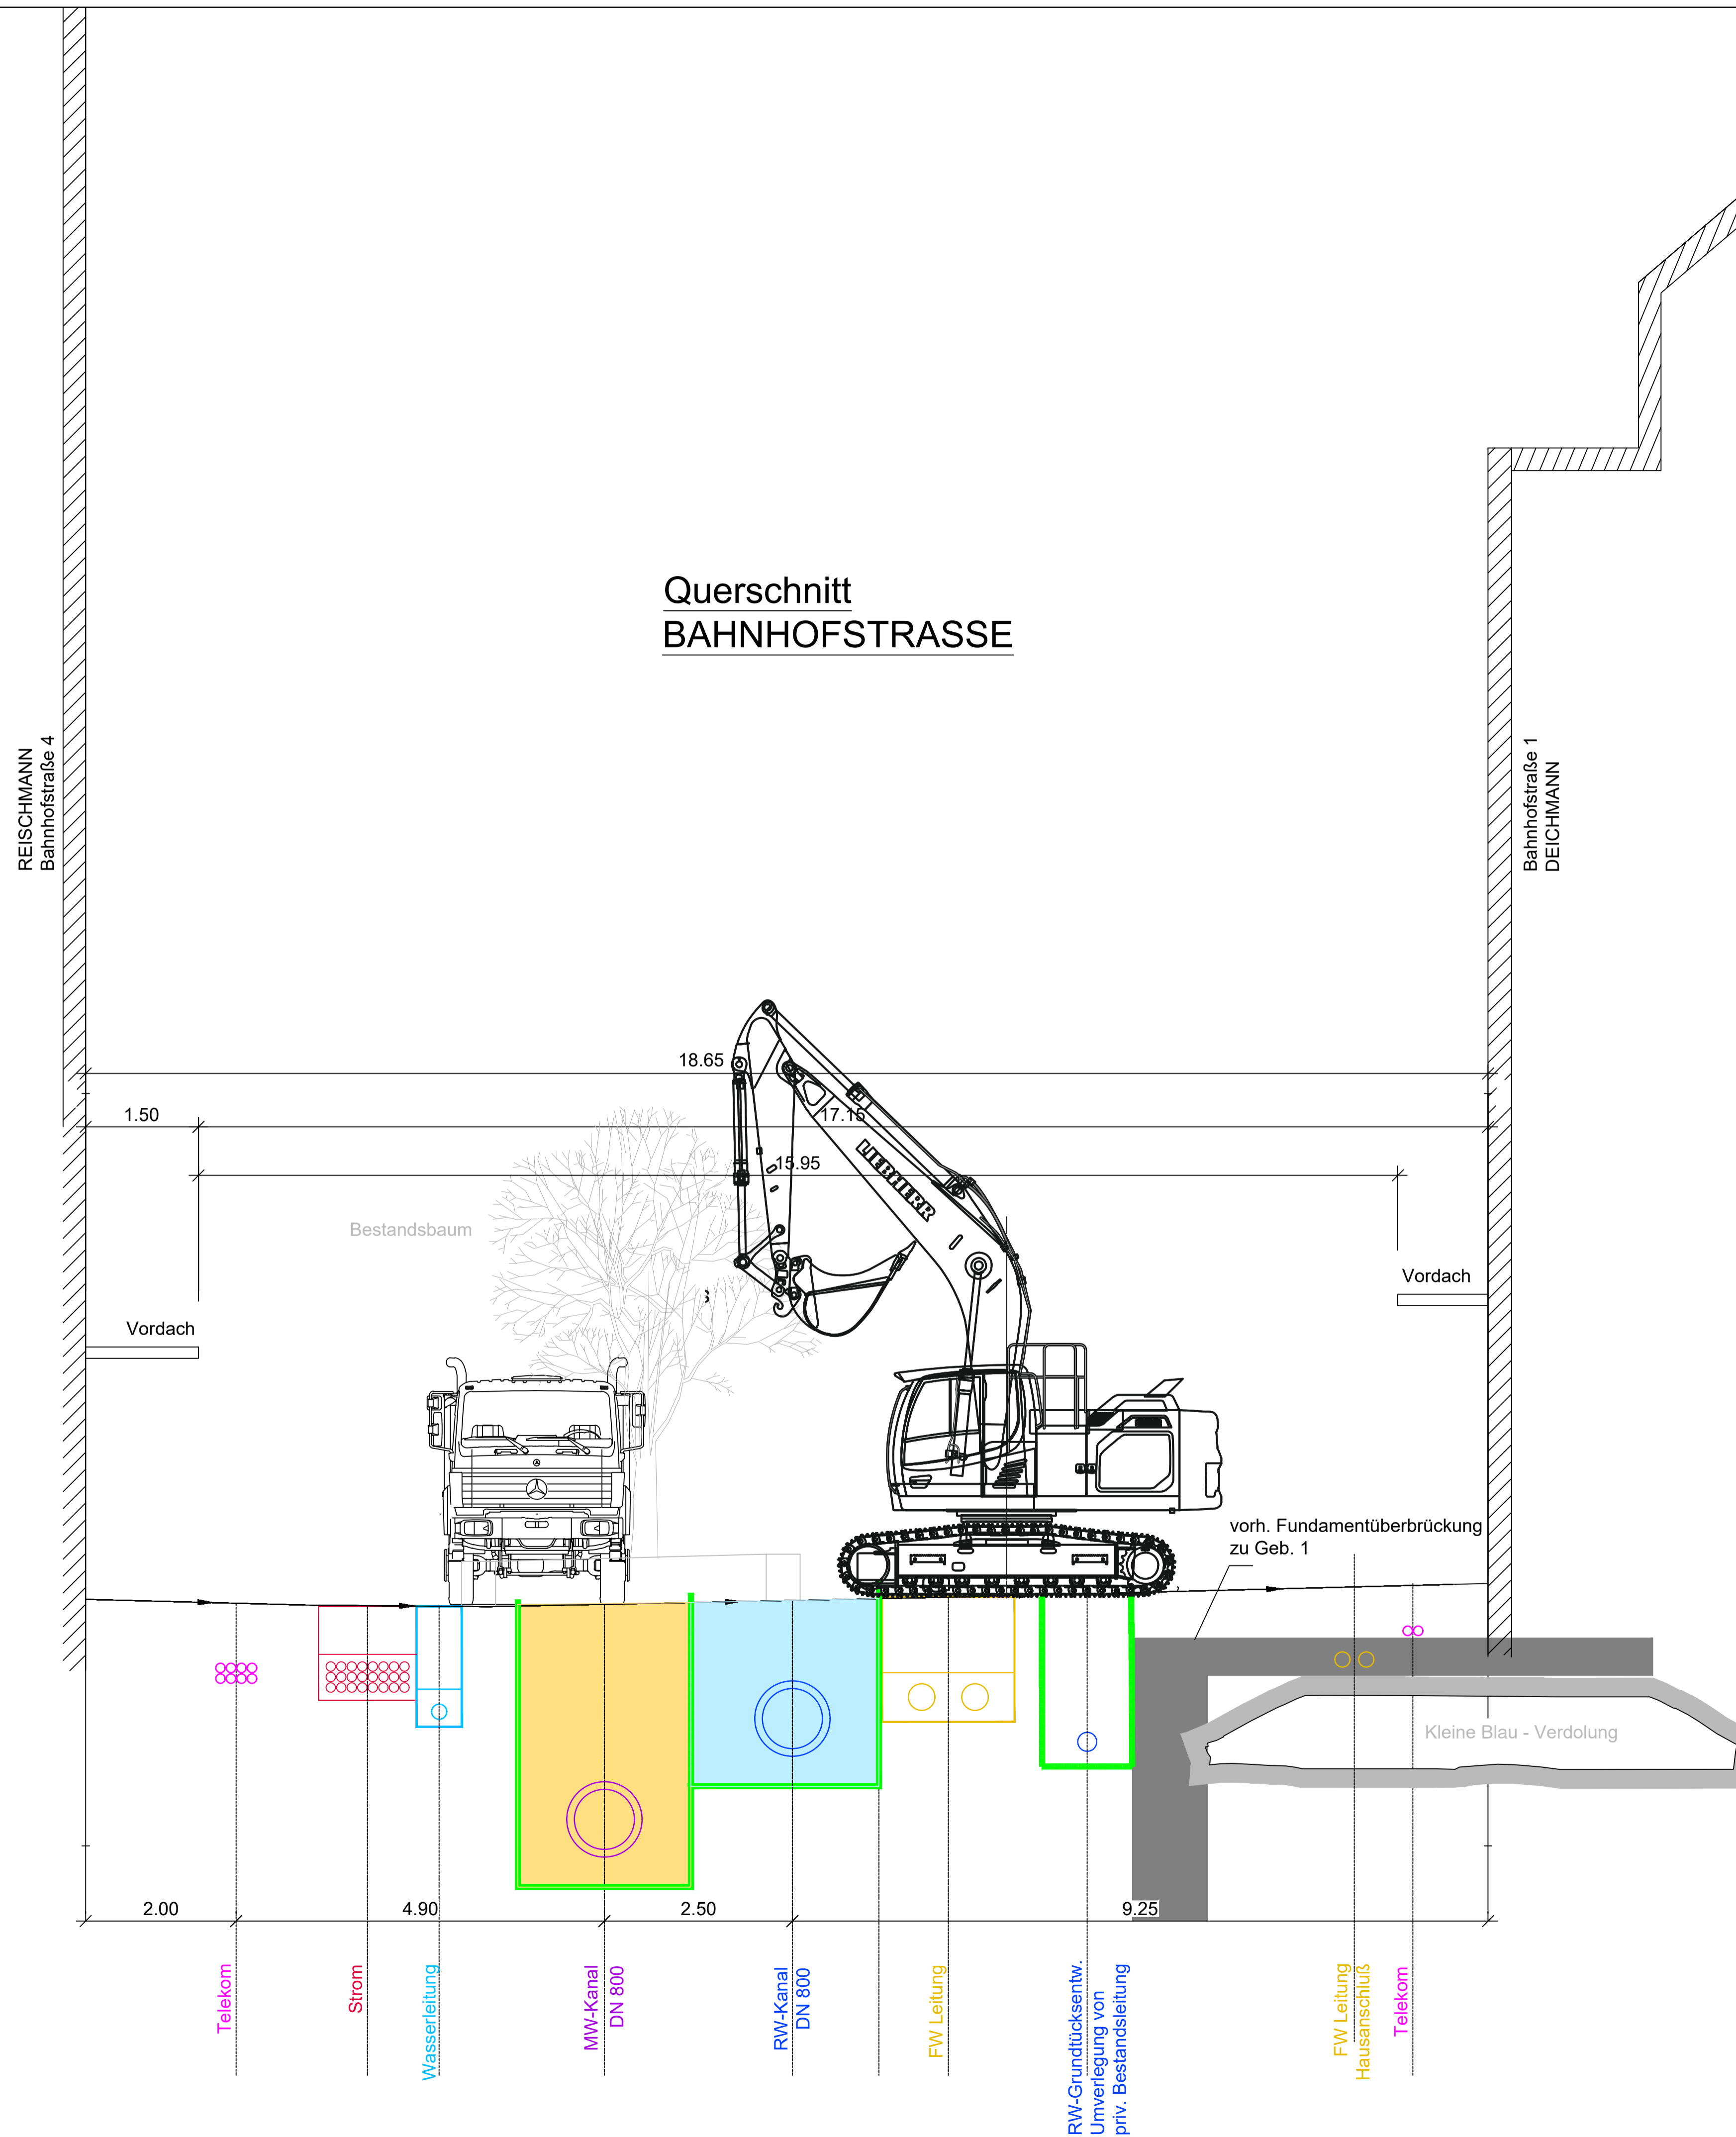 Querschnitt
BAHNHOFSTRASSE
REISCHMANN
Bahnhofstraße 4
Bahnhofstraße 1
DEICHMANN
18.65
1.50
17.15
15.95
LIEBHERR
Bestandsbaum
Vordach
Vordach
vorh. Fundamentüberbrückung
zu Geb. 1
Kleine Blau - Verdolung
2.00
4.90
2.50
9.25
Telekom
Strom
Wasserleitung
MW-Kanal
DN 800
RW-Kanal
DN 800
FW Leitung
RW-Grundtücksentw.
Umverlegung von
priv. Bestandsleitung
FW Leitung
Hausanschluß
Telekom